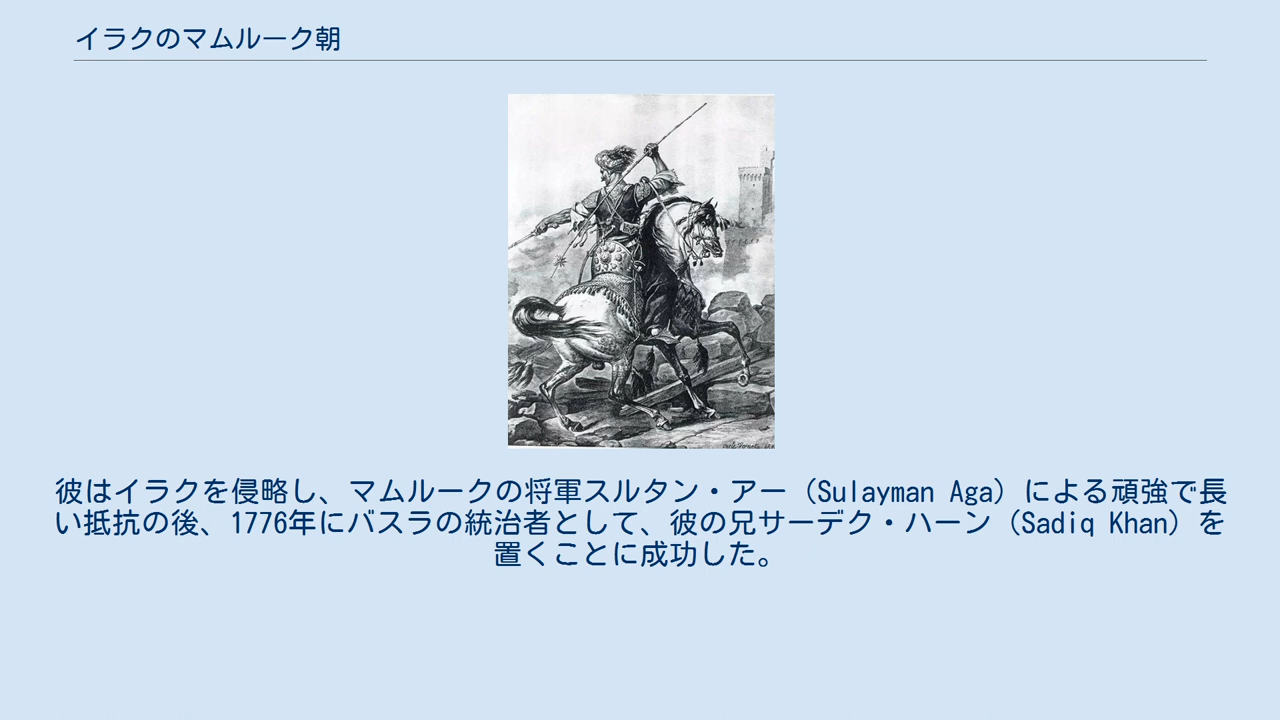 イラクのマムルーク朝
彼はイラクを侵略し、マムルークの将軍スルタン・アー（Sulayman Aga）による頑強で長
い抵抗の後、1776年にバスラの統治者として、彼の兄サーデク・ハーン（Sadiq Khan）を
置くことに成功した。